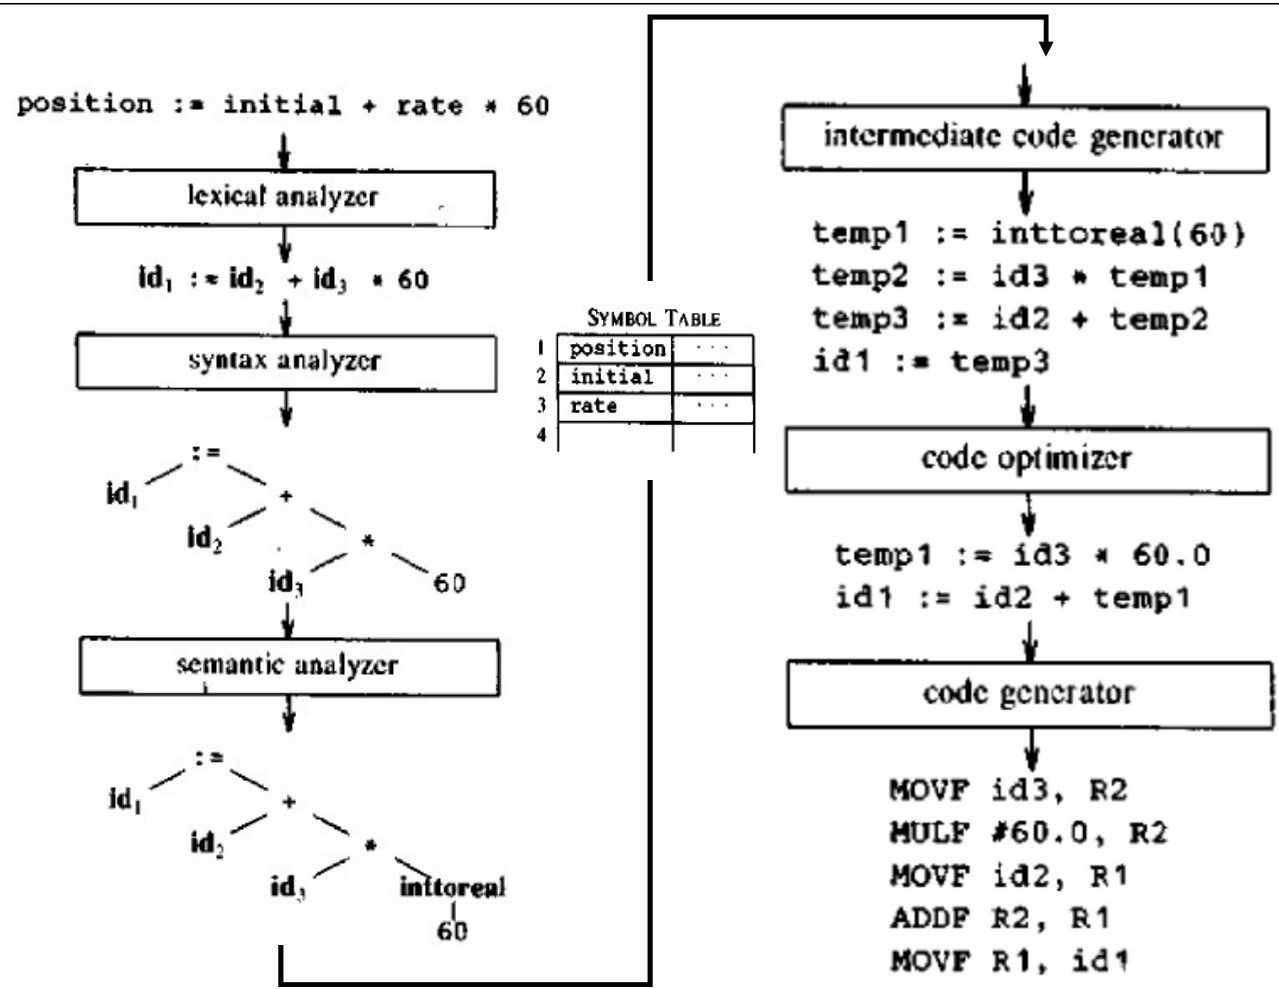 position := initial + rate * 60
lexical analyzer
id₁ := id₂ + id₃ * 60
syntax analyzer
:=
id₁ +
id₂ *
id₃ 60
semantic analyzer
:=
id₁ +
id₂ *
id₃ inttoreal
60
SYMBOL TABLE
1 position ...
2 initial ...
3 rate ...
4
intermediate code generator
temp1 := inttoreal(60)
temp2 := id3 * temp1
temp3 := id2 + temp2
id1 := temp3
code optimizer
temp1 := id3 * 60.0
id1 := id2 + temp1
code generator
MOVF id3, R2
MULF #60.0, R2
MOVF id2, R1
ADDF R2, R1
MOVF R1, id1